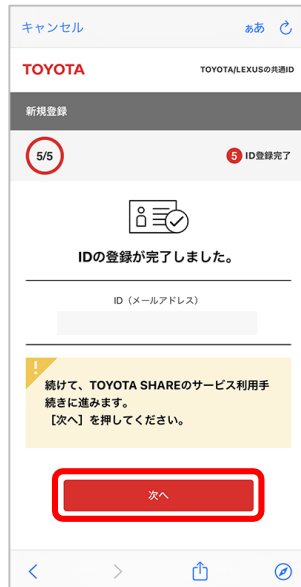 キャンセル ぁあ
TOYOTA TOYOTA/LEXUSの共通ID
新規登録
5/5 5 ID登録完了
IDの登録が完了しました。
ID（メールアドレス）
!
続けて、TOYOTA SHAREのサービス利用手
続きに進みます。
［次へ］を押してください。
次へ